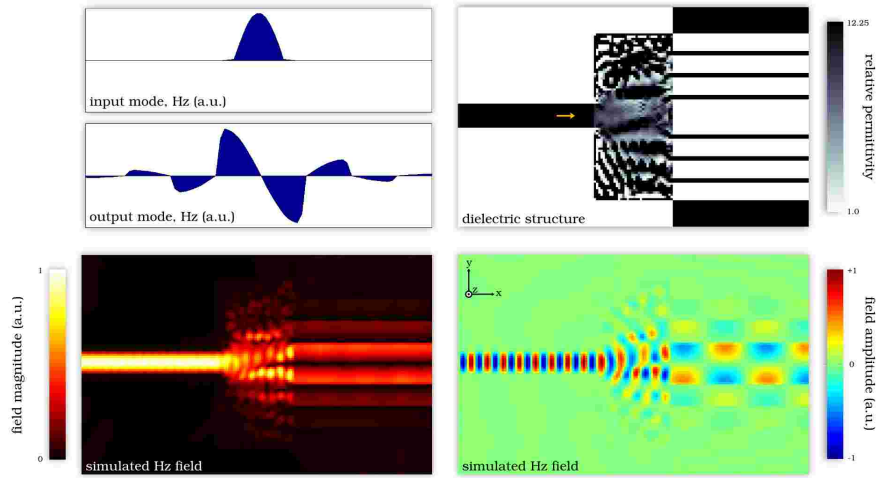 input mode, Hz (a.u.)
output mode, Hz (a.u.)
dielectric structure
12.25
relative permittivity
1.0
1
field magnitude (a.u.)
0
simulated Hz field
y
z
x
simulated Hz field
+1
0
field amplitude (a.u.)
-1